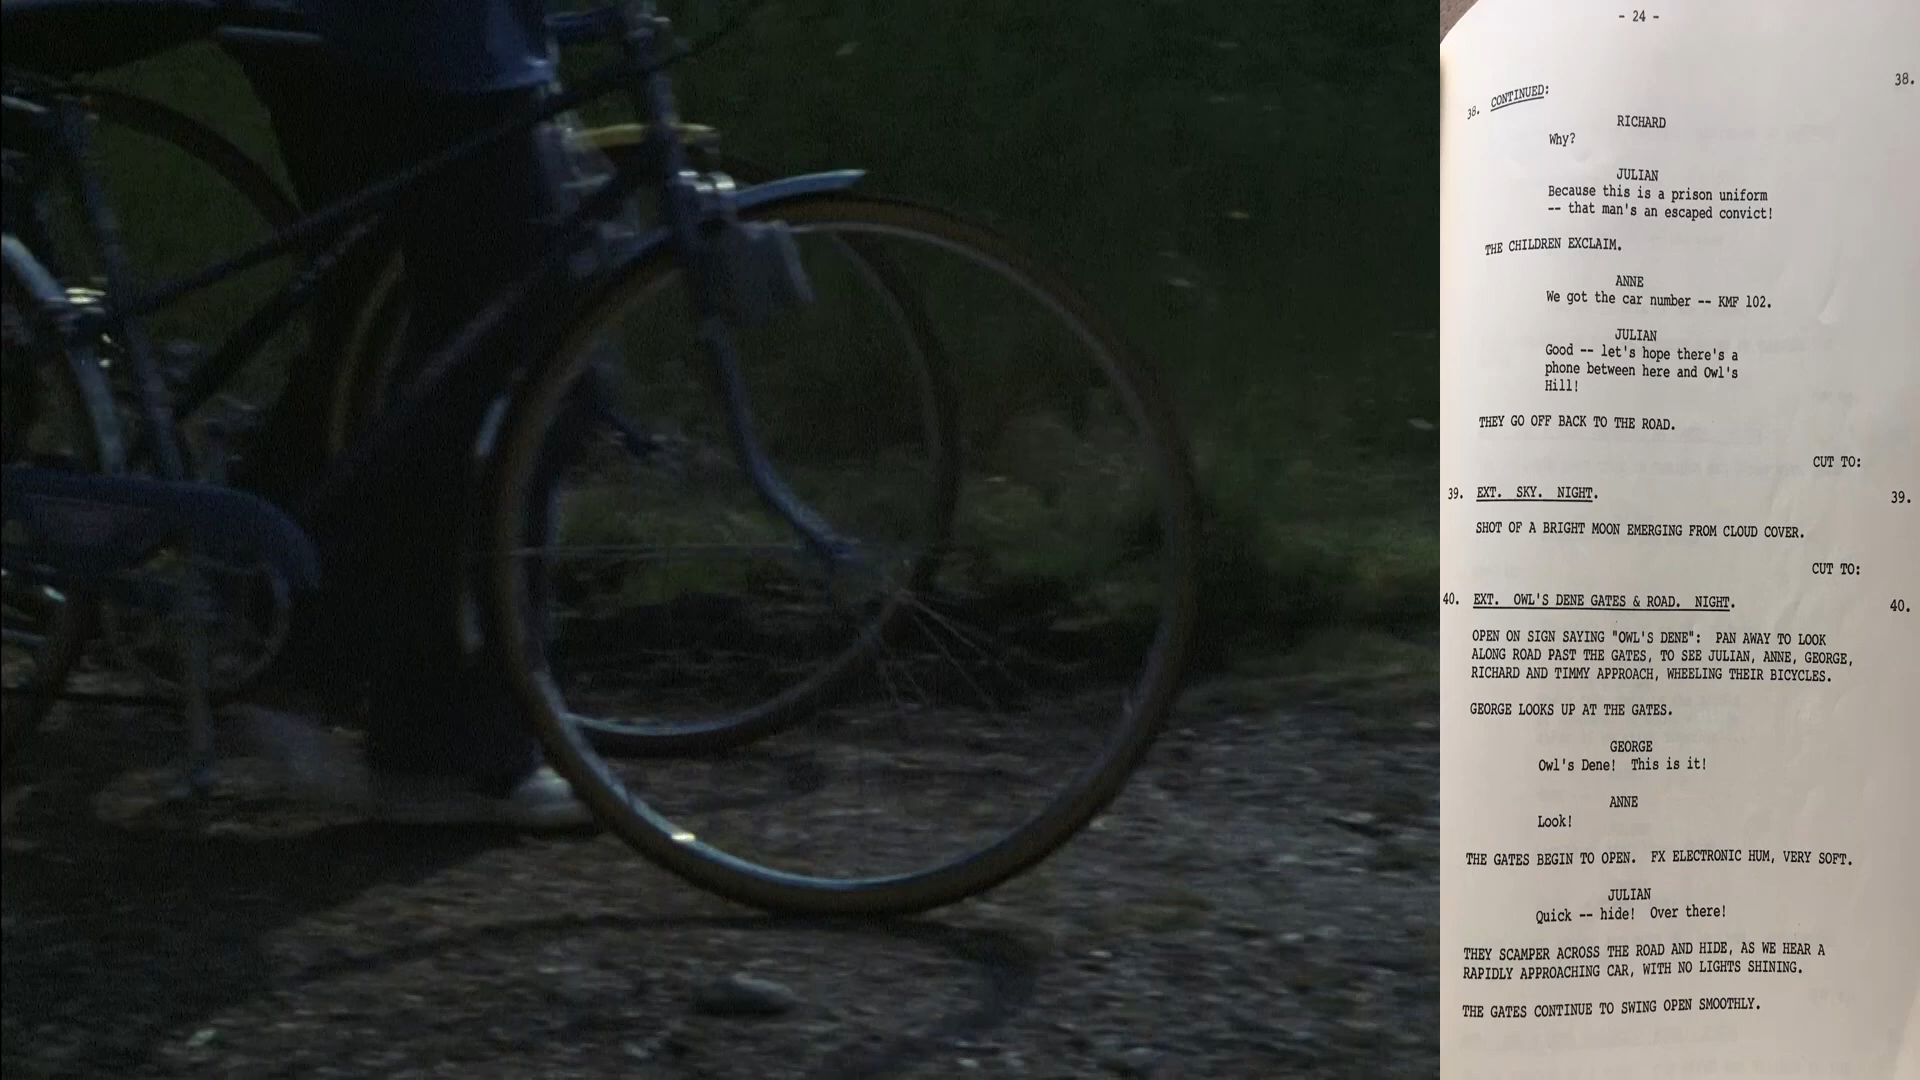 - 24 -
38.
38. CONTINUED:
RICHARD
Why?
JULIAN
Because this is a prison uniform
-- that man's an escaped convict!
THE CHILDREN EXCLAIM.
ANNE
We got the car number -- KMF 102.
JULIAN
Good -- let's hope there's a
phone between here and Owl's
Hill!
THEY GO OFF BACK TO THE ROAD.
CUT TO:
39. EXT. SKY. NIGHT. 39.
SHOT OF A BRIGHT MOON EMERGING FROM CLOUD COVER.
CUT TO:
40. EXT. OWL'S DENE GATES & ROAD. NIGHT. 40.
OPEN ON SIGN SAYING "OWL'S DENE": PAN AWAY TO LOOK
ALONG ROAD PAST THE GATES, TO SEE JULIAN, ANNE, GEORGE,
RICHARD AND TIMMY APPROACH, WHEELING THEIR BICYCLES.
GEORGE LOOKS UP AT THE GATES.
GEORGE
Owl's Dene! This is it!
ANNE
Look!
THE GATES BEGIN TO OPEN. FX ELECTRONIC HUM, VERY SOFT.
JULIAN
Quick -- hide! Over there!
THEY SCAMPER ACROSS THE ROAD AND HIDE, AS WE HEAR A
RAPIDLY APPROACHING CAR, WITH NO LIGHTS SHINING.
THE GATES CONTINUE TO SWING OPEN SMOOTHLY.